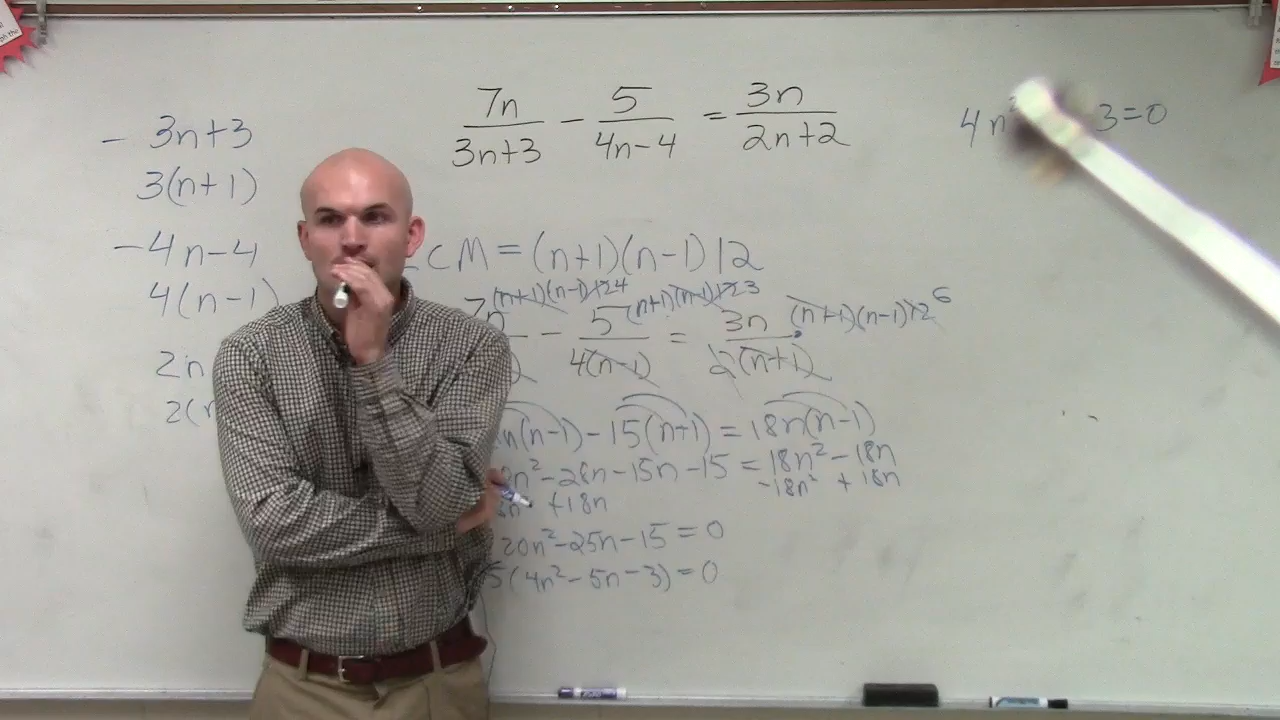 7n/(3n+3) - 5/(4n-4) = 3n/(2n+2)
- 3n+3
3(n+1)
-4n-4
4(n-1)
2n
2(
4n² 3=0
CM = (n+1)(n-1)12
7n (n+1)(n-1)12 4 - 5/4(n-1) (n+1)(n-1)12 3 = 3n/2(n+1) · (n+1)(n-1)12 6
n(n-1) - 15(n+1) = 18n(n-1)
n² - 28n - 15n - 15 = 18n² - 18n
n² +18n -18n² + 18n
20n² - 25n - 15 = 0
5(4n² - 5n - 3) = 0